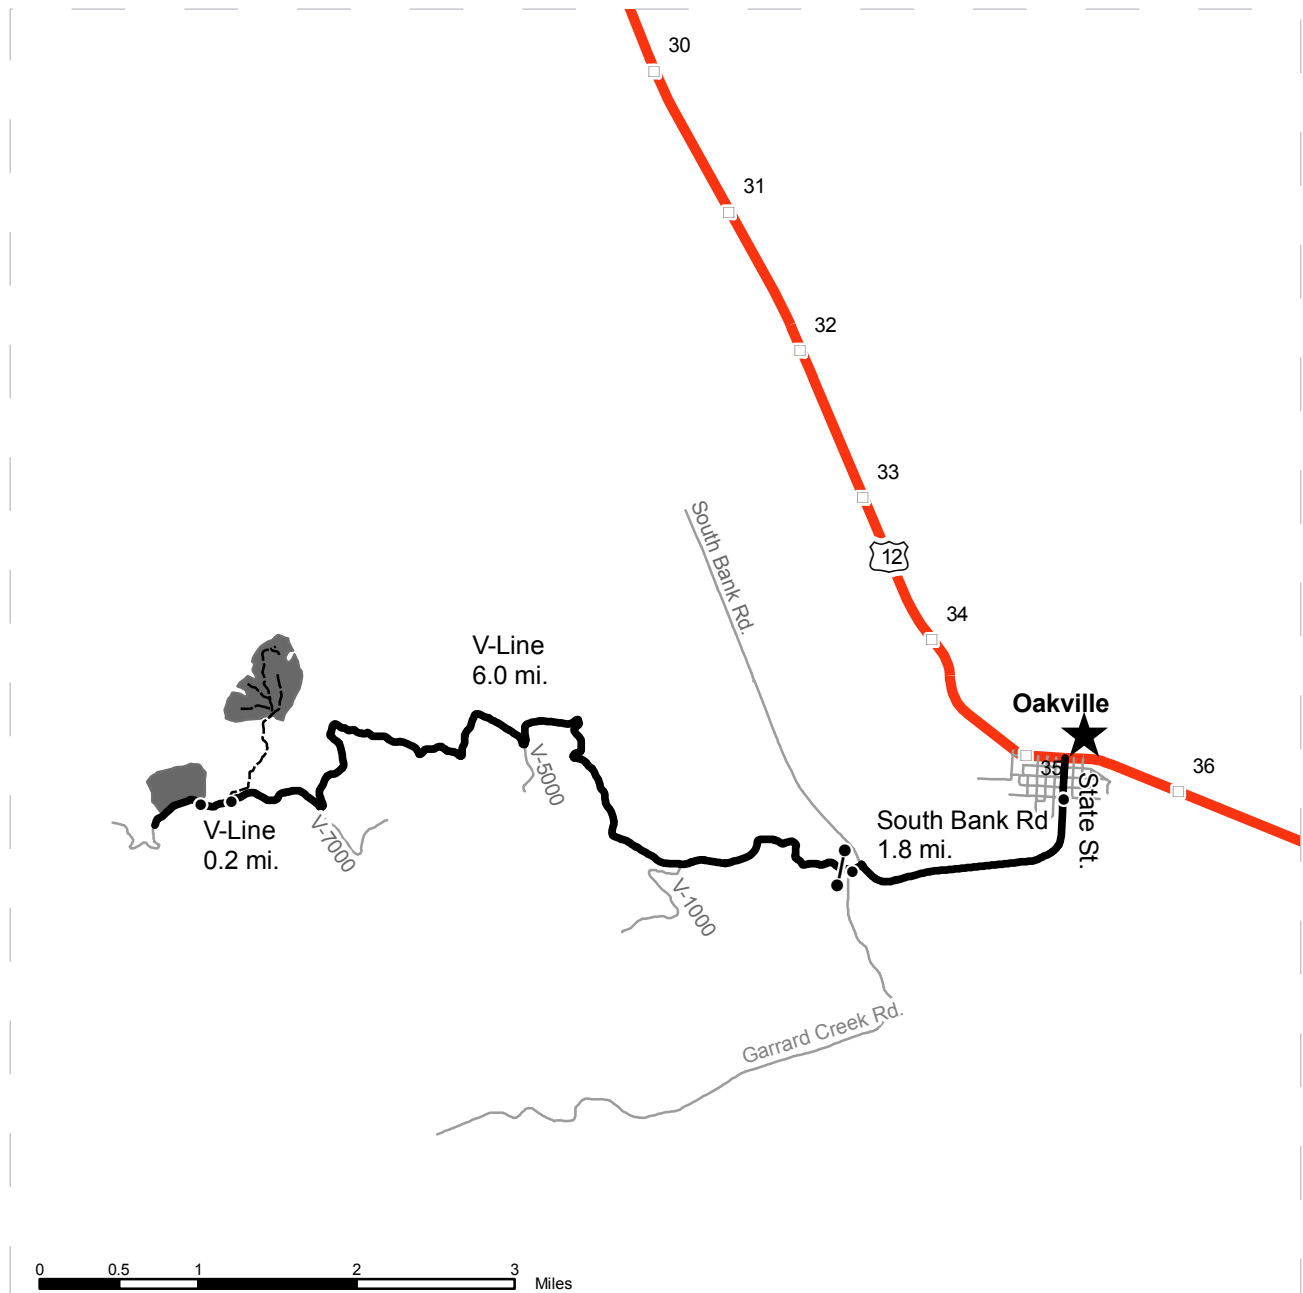 30
31
32
33
12
34
South Bank Rd.
V-Line
6.0 mi.
Oakville
35
36
State St.
V-5000
South Bank Rd
1.8 mi.
V-Line
0.2 mi.
V-7000
V-1000
Garrard Creek Rd.
0 0.5 1 2 3 Miles